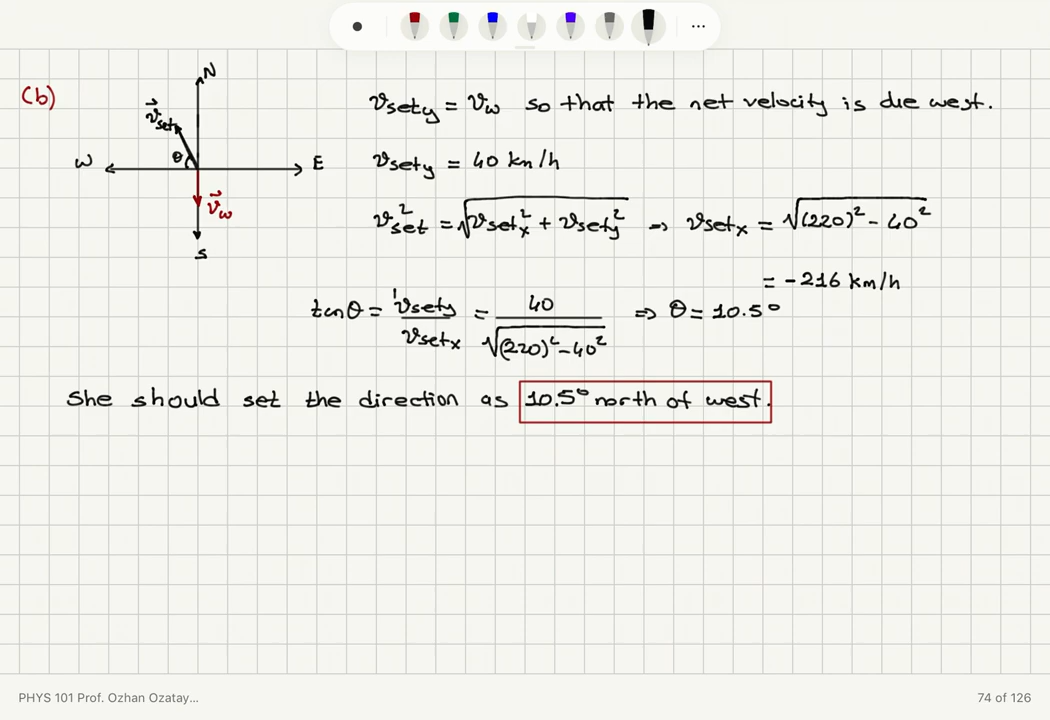 (b)
N
v⃗set
θ
W
E
v⃗w
S
vsety = vw so that the net velocity is due west.
vsety = 40 km/h
v²set = √(vsetx² + vsety²) ⇒ vsetx = √((220)² - 40²)
= -216 km/h
tanθ = vsety / vsetx = 40 / √((220)² - 40²) ⇒ θ = 10.5°
She should set the direction as 10.5° north of west.
PHYS 101 Prof. Ozhan Ozatay...
74 of 126